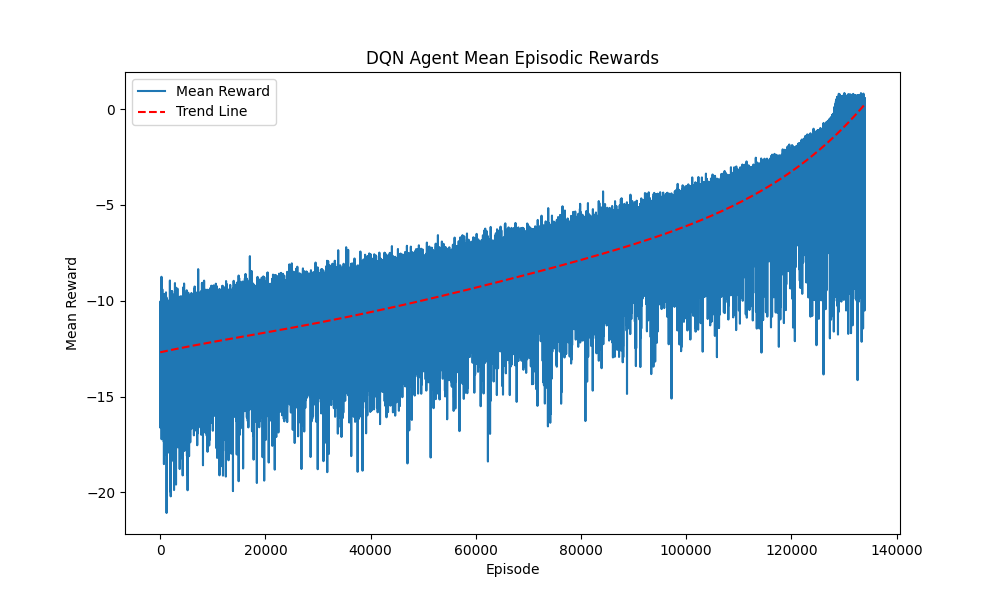 DQN Agent Mean Episodic Rewards
Mean Reward
Trend Line
0
−5
−10
−15
−20
Mean Reward
0
20000
40000
60000
80000
100000
120000
140000
Episode